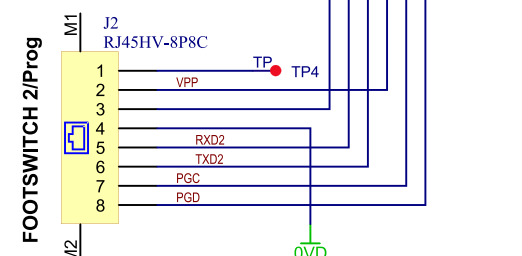 M1
J2
RJ45HV-8P8C
FOOTSWITCH 2/Prog
1
TP
TP4
2
VPP
3
4
5
RXD2
6
TXD2
7
PGC
8
PGD
M2
0VD